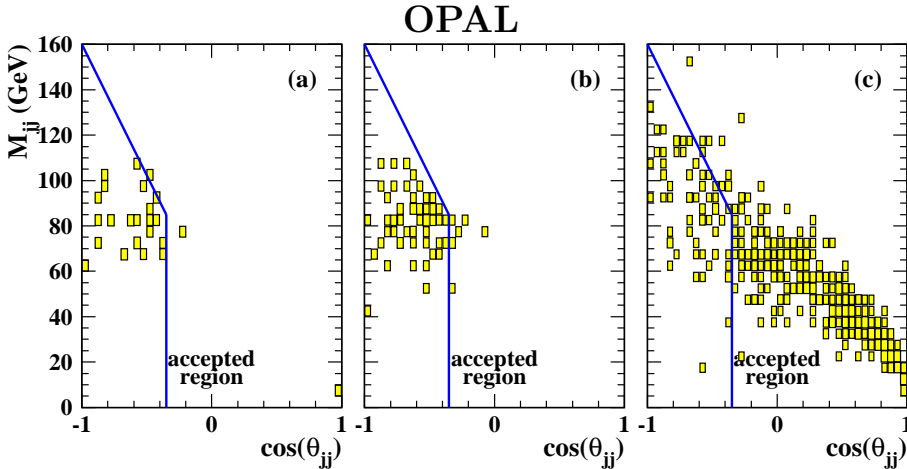 OPAL
M_jj (GeV)
160
140
120
100
80
60
40
20
0
(a)
(b)
(c)
accepted
region
accepted
region
accepted
region
-1
0
1
-1
0
1
-1
0
1
cos(θ_jj)
cos(θ_jj)
cos(θ_jj)